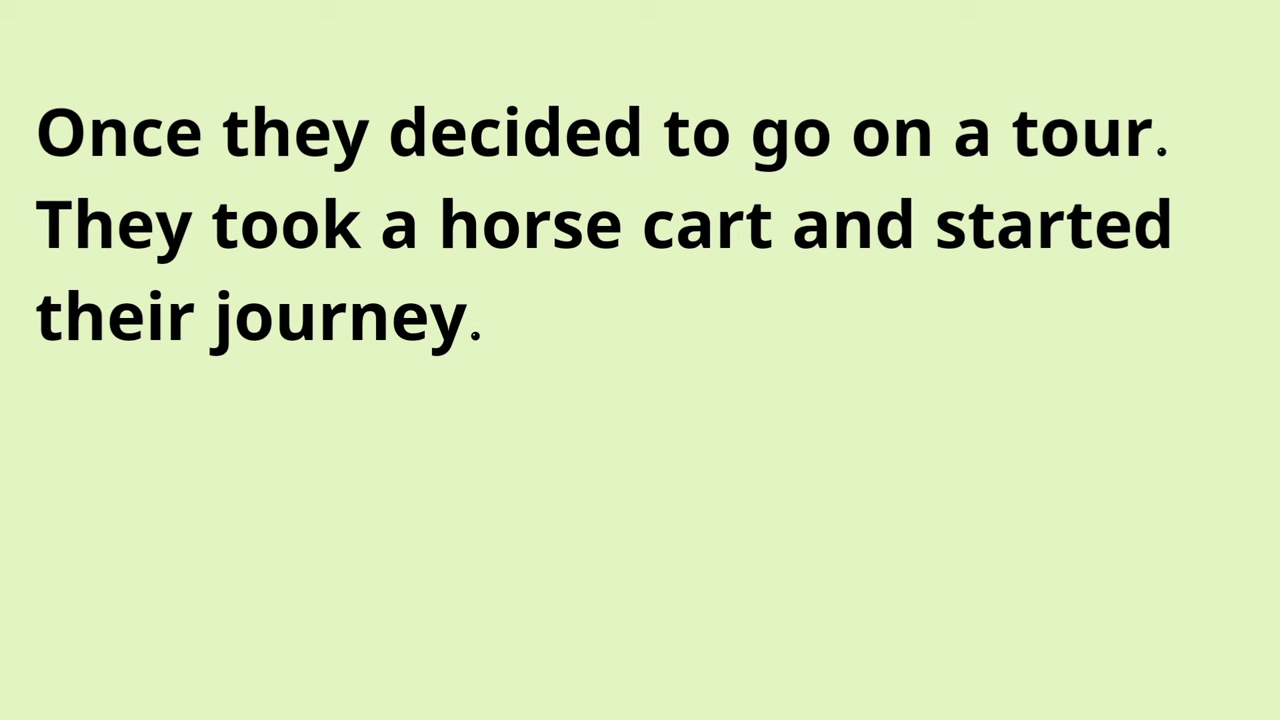 Once they decided to go on a tour.
They took a horse cart and started
their journey.